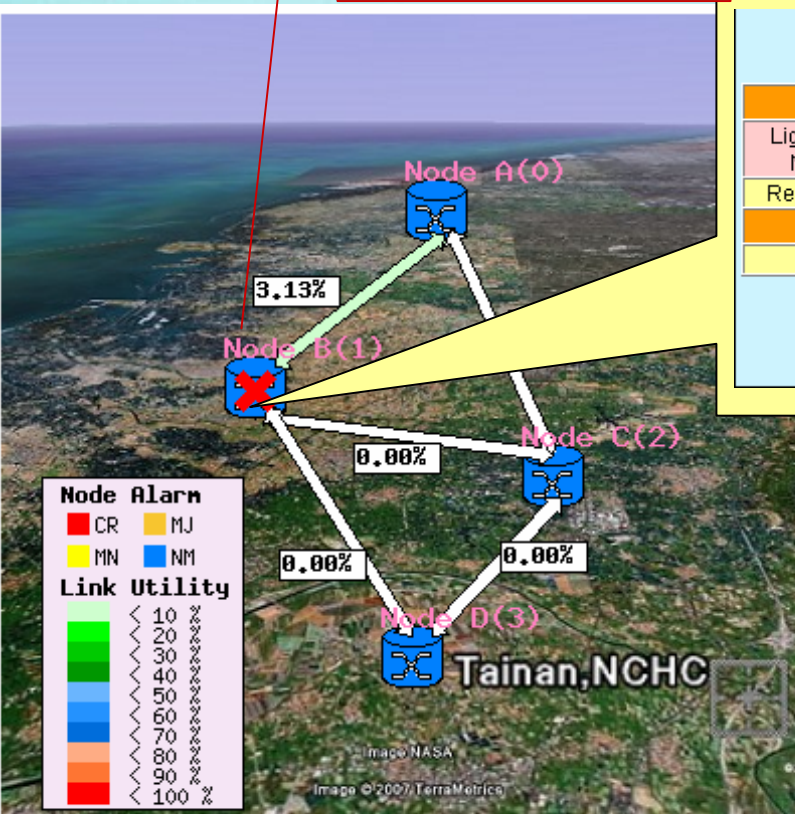 Node A(0)
3.13%
Node B(1)
Node C(2)
0.00%
0.00%
0.00%
Node D(3)
Tainan,NCHC
Node Alarm
CR MJ
MN NM
Link Utility
< 10 %
< 20 %
< 30 %
< 40 %
< 50 %
< 60 %
< 70 %
< 80 %
< 90 %
< 100 %
Image NASA
Image © 2007 TerraMetrics